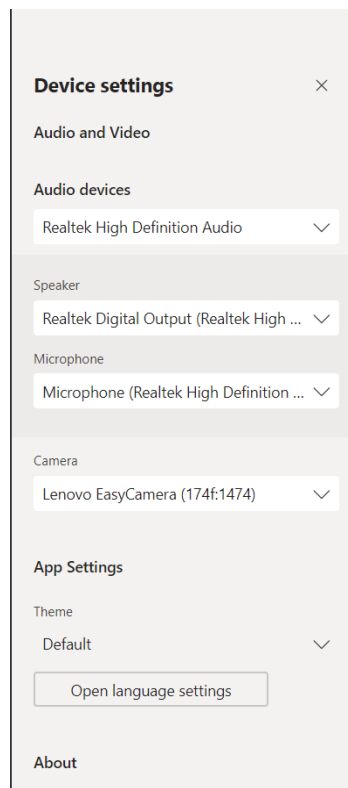 Device settings
Audio and Video
Audio devices
Realtek High Definition Audio
Speaker
Realtek Digital Output (Realtek High ...
Microphone
Microphone (Realtek High Definition ...
Camera
Lenovo EasyCamera (174f:1474)
App Settings
Theme
Default
Open language settings
About